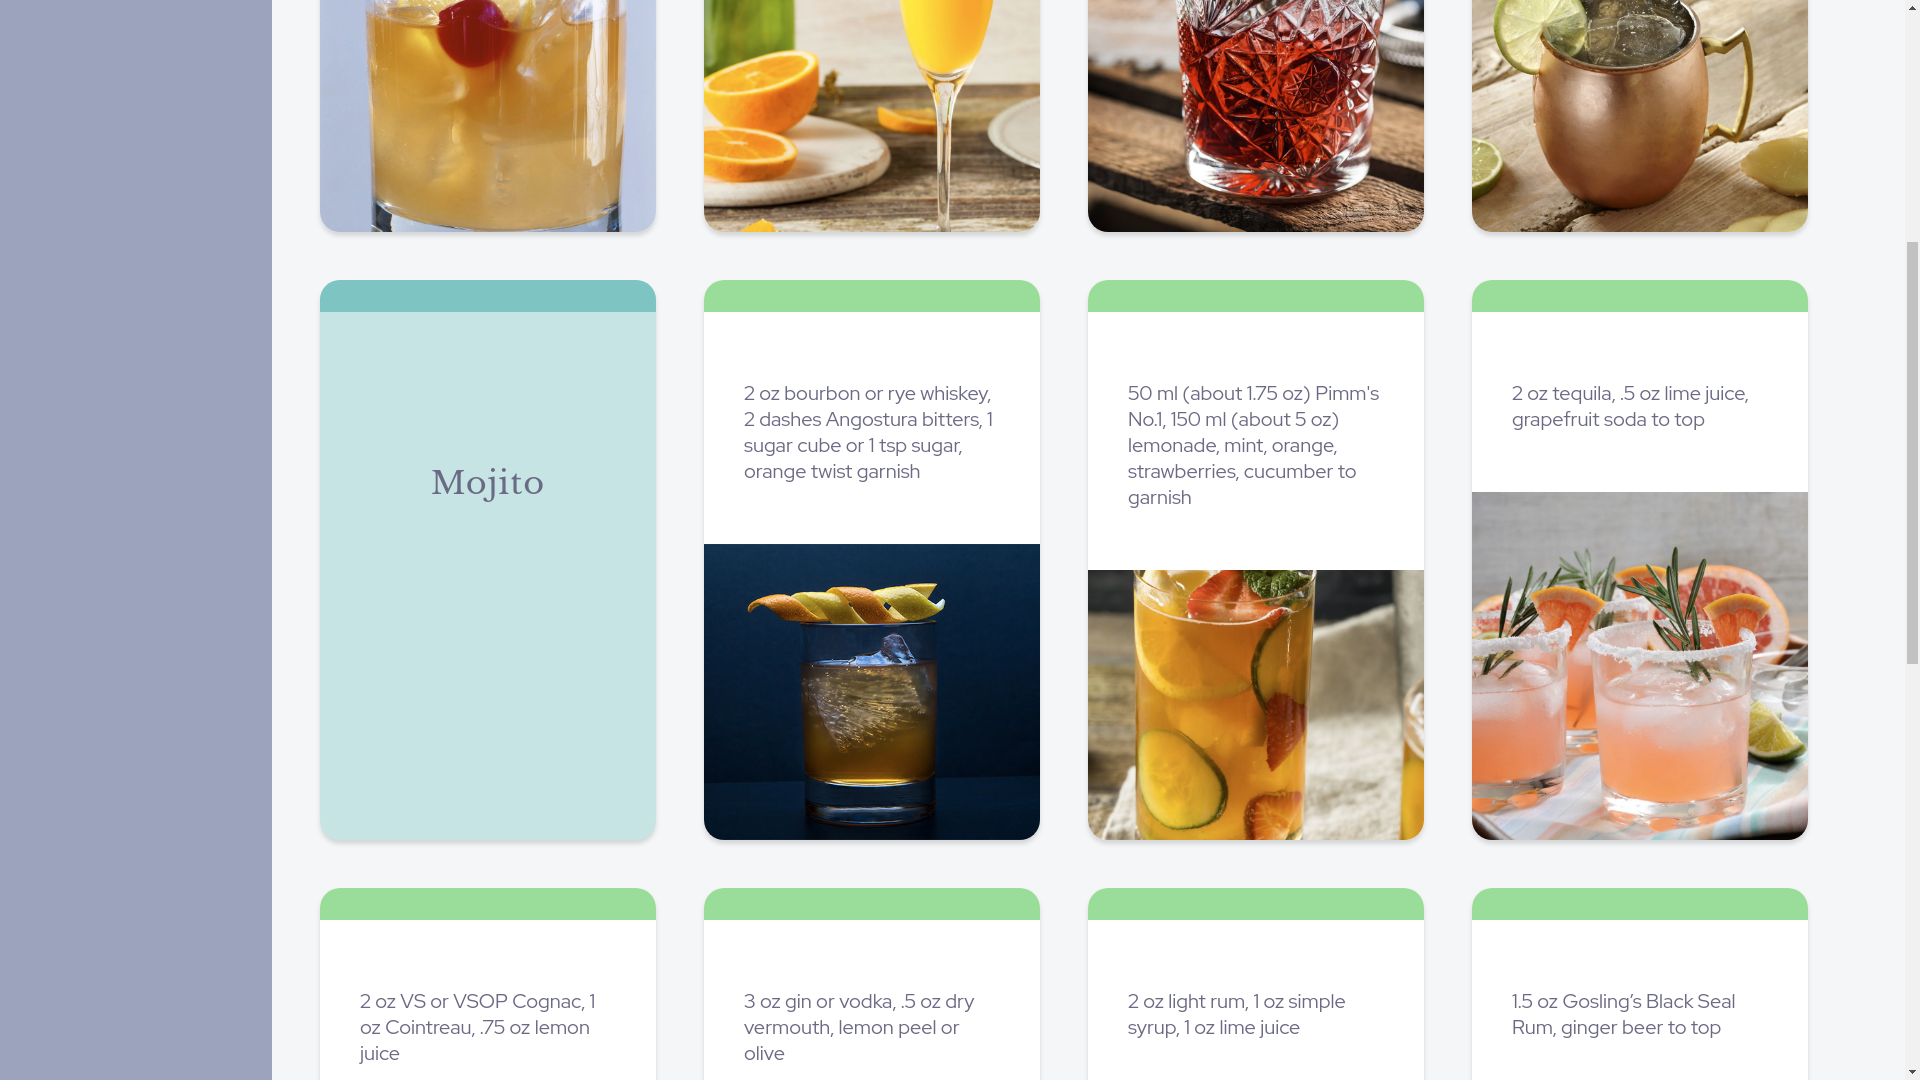 Mojito
2 oz bourbon or rye whiskey,
2 dashes Angostura bitters, 1
sugar cube or 1 tsp sugar,
orange twist garnish
50 ml (about 1.75 oz) Pimm's
No.1, 150 ml (about 5 oz)
lemonade, mint, orange,
strawberries, cucumber to
garnish
2 oz tequila, .5 oz lime juice,
grapefruit soda to top
2 oz VS or VSOP Cognac, 1
oz Cointreau, .75 oz lemon
juice
3 oz gin or vodka, .5 oz dry
vermouth, lemon peel or
olive
2 oz light rum, 1 oz simple
syrup, 1 oz lime juice
1.5 oz Gosling’s Black Seal
Rum, ginger beer to top